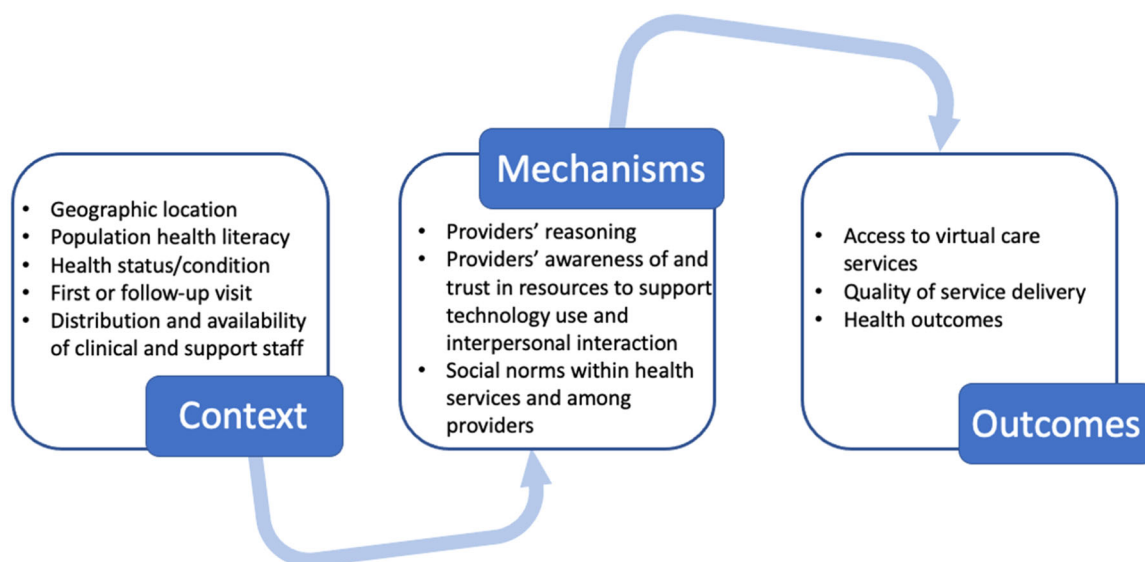 • Geographic location
• Population health literacy
• Health status/condition
• First or follow-up visit
• Distribution and availability
of clinical and support staff
Context
Mechanisms
• Providers’ reasoning
• Providers’ awareness of and
trust in resources to support
technology use and
interpersonal interaction
• Social norms within health
services and among
providers
• Access to virtual care
services
• Quality of service delivery
• Health outcomes
Outcomes